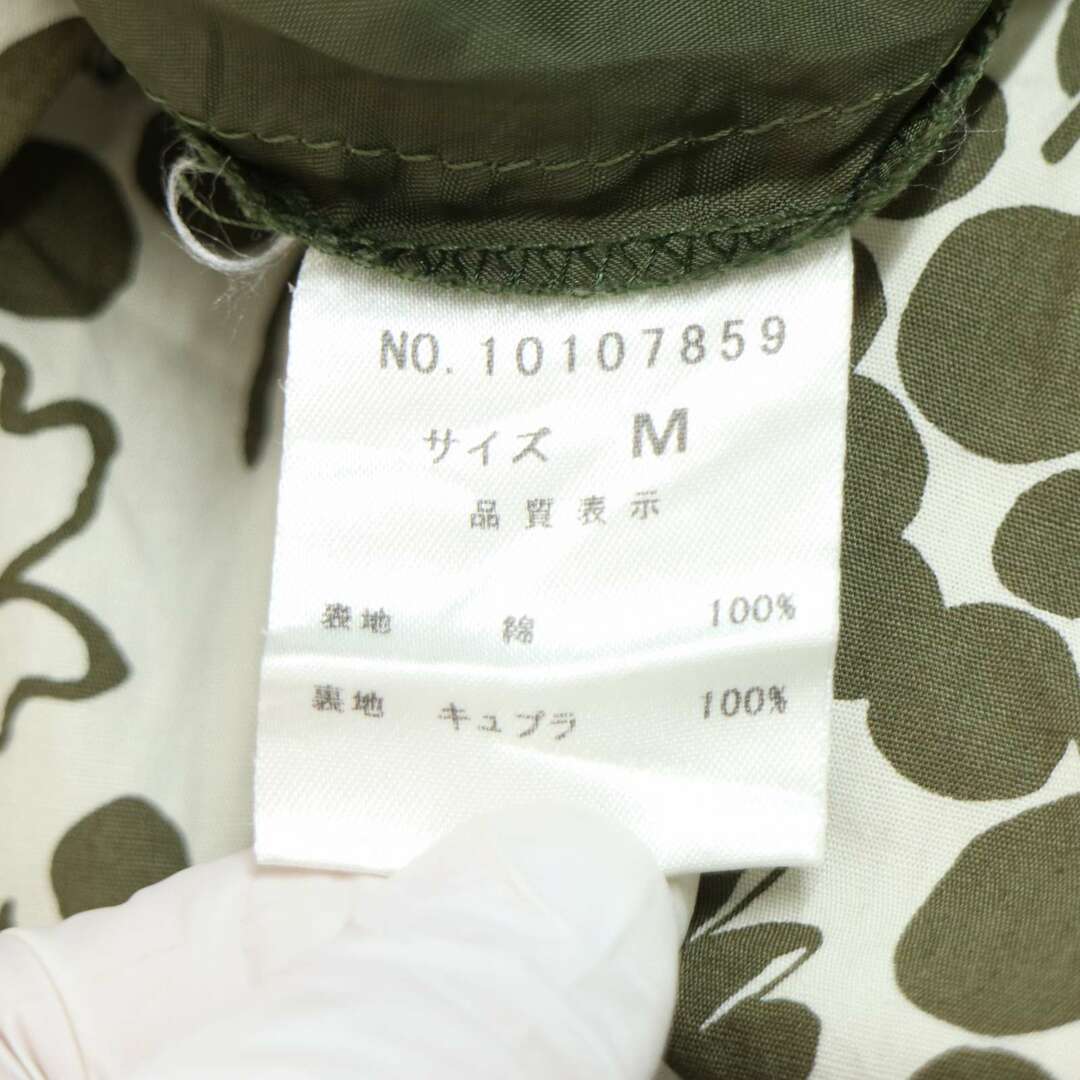 NO. 10107859
サイズ M
品質表示
表地 綿 100%
裏地 キュプラ 100%